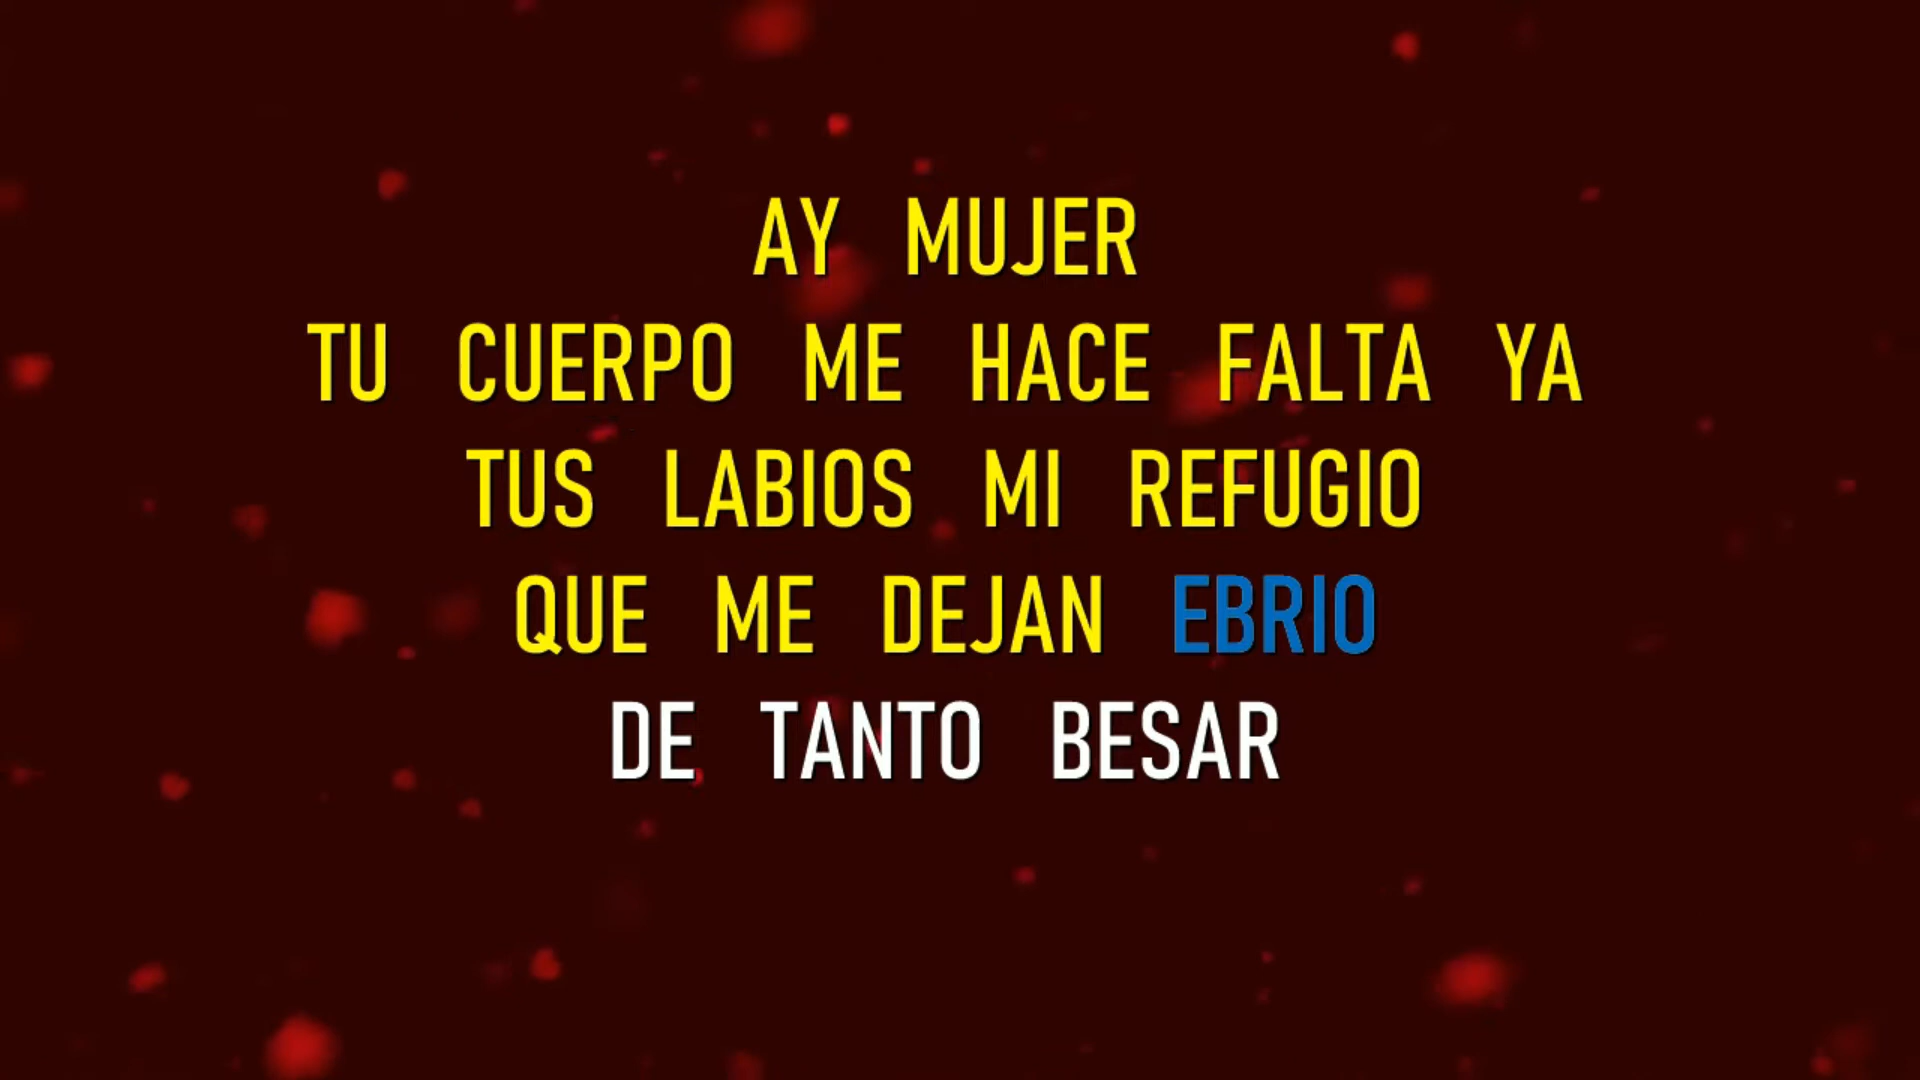 AY MUJER
TU CUERPO ME HACE FALTA YA
TUS LABIOS MI REFUGIO
QUE ME DEJAN EBRIO
DE TANTO BESAR